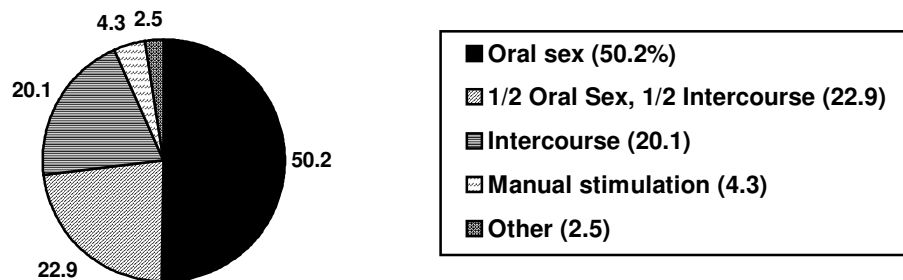 4.3
2.5
20.1
50.2
22.9
Oral sex (50.2%)
1/2 Oral Sex, 1/2 Intercourse (22.9)
Intercourse (20.1)
Manual stimulation (4.3)
Other (2.5)